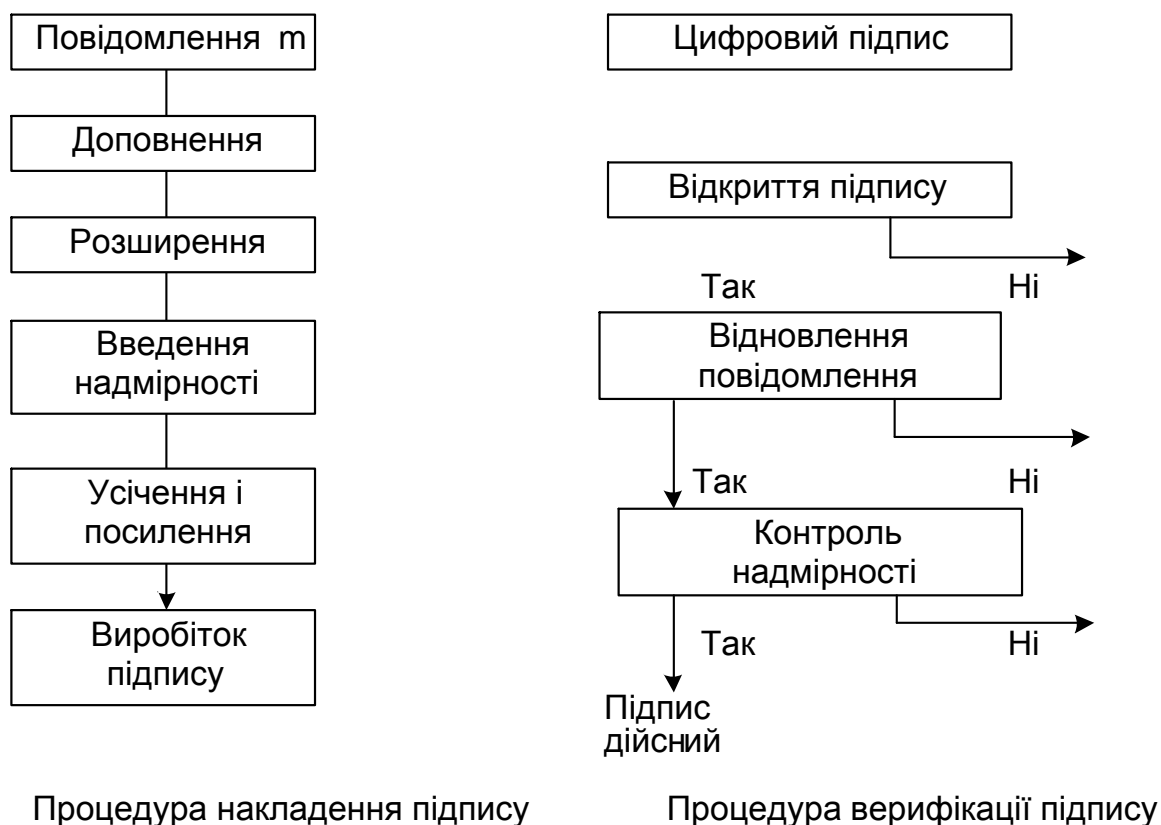 Повідомлення m
Доповнення
Розширення
Введення
надмірності
Усічення і
посилення
Виробіток
підпису
Процедура накладення підпису
Цифровий підпис
Відкриття підпису
Так
Ні
Відновлення
повідомлення
Так
Ні
Контроль
надмірності
Так
Ні
Підпис
дійсний
Процедура верифікації підпису